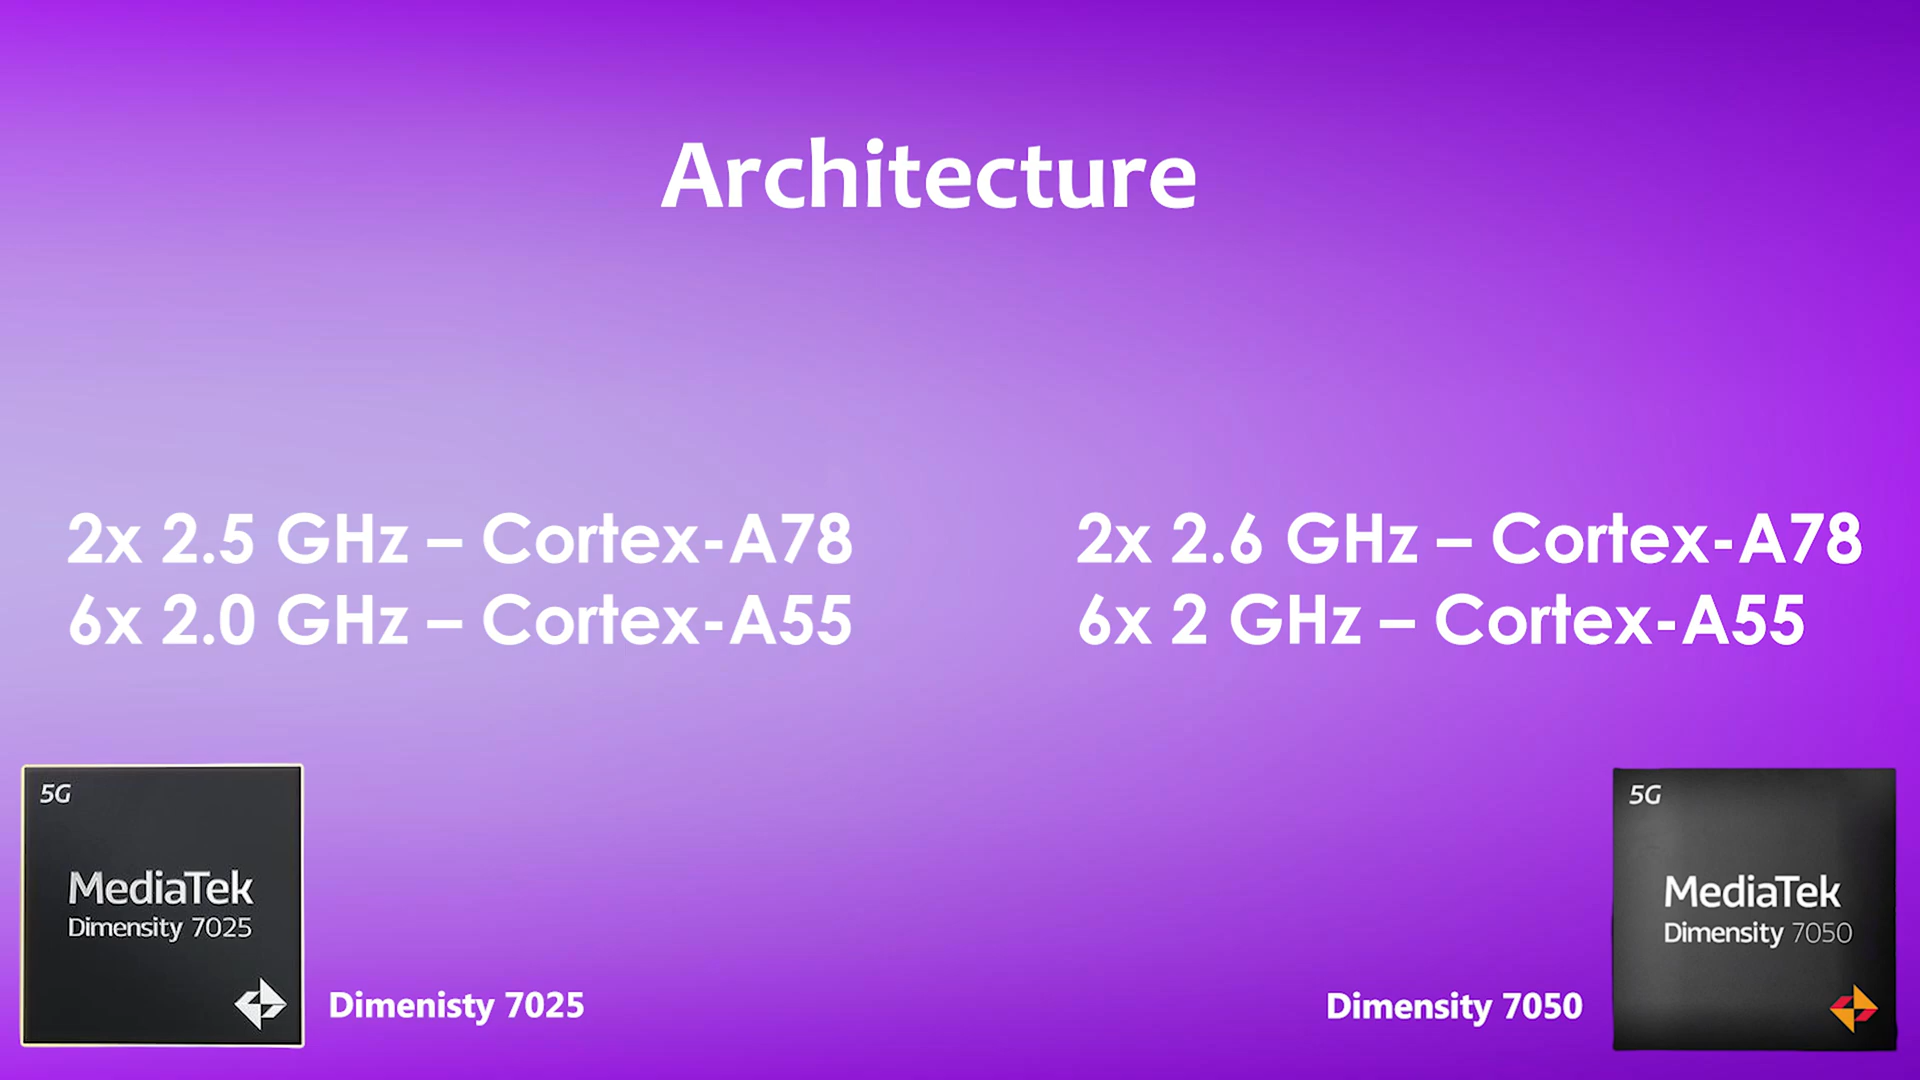 Architecture
2x 2.5 GHz – Cortex-A78
6x 2.0 GHz – Cortex-A55
2x 2.6 GHz – Cortex-A78
6x 2 GHz – Cortex-A55
5G
MediaTek
Dimensity 7025
Dimenisty 7025
Dimensity 7050
5G
MediaTek
Dimensity 7050